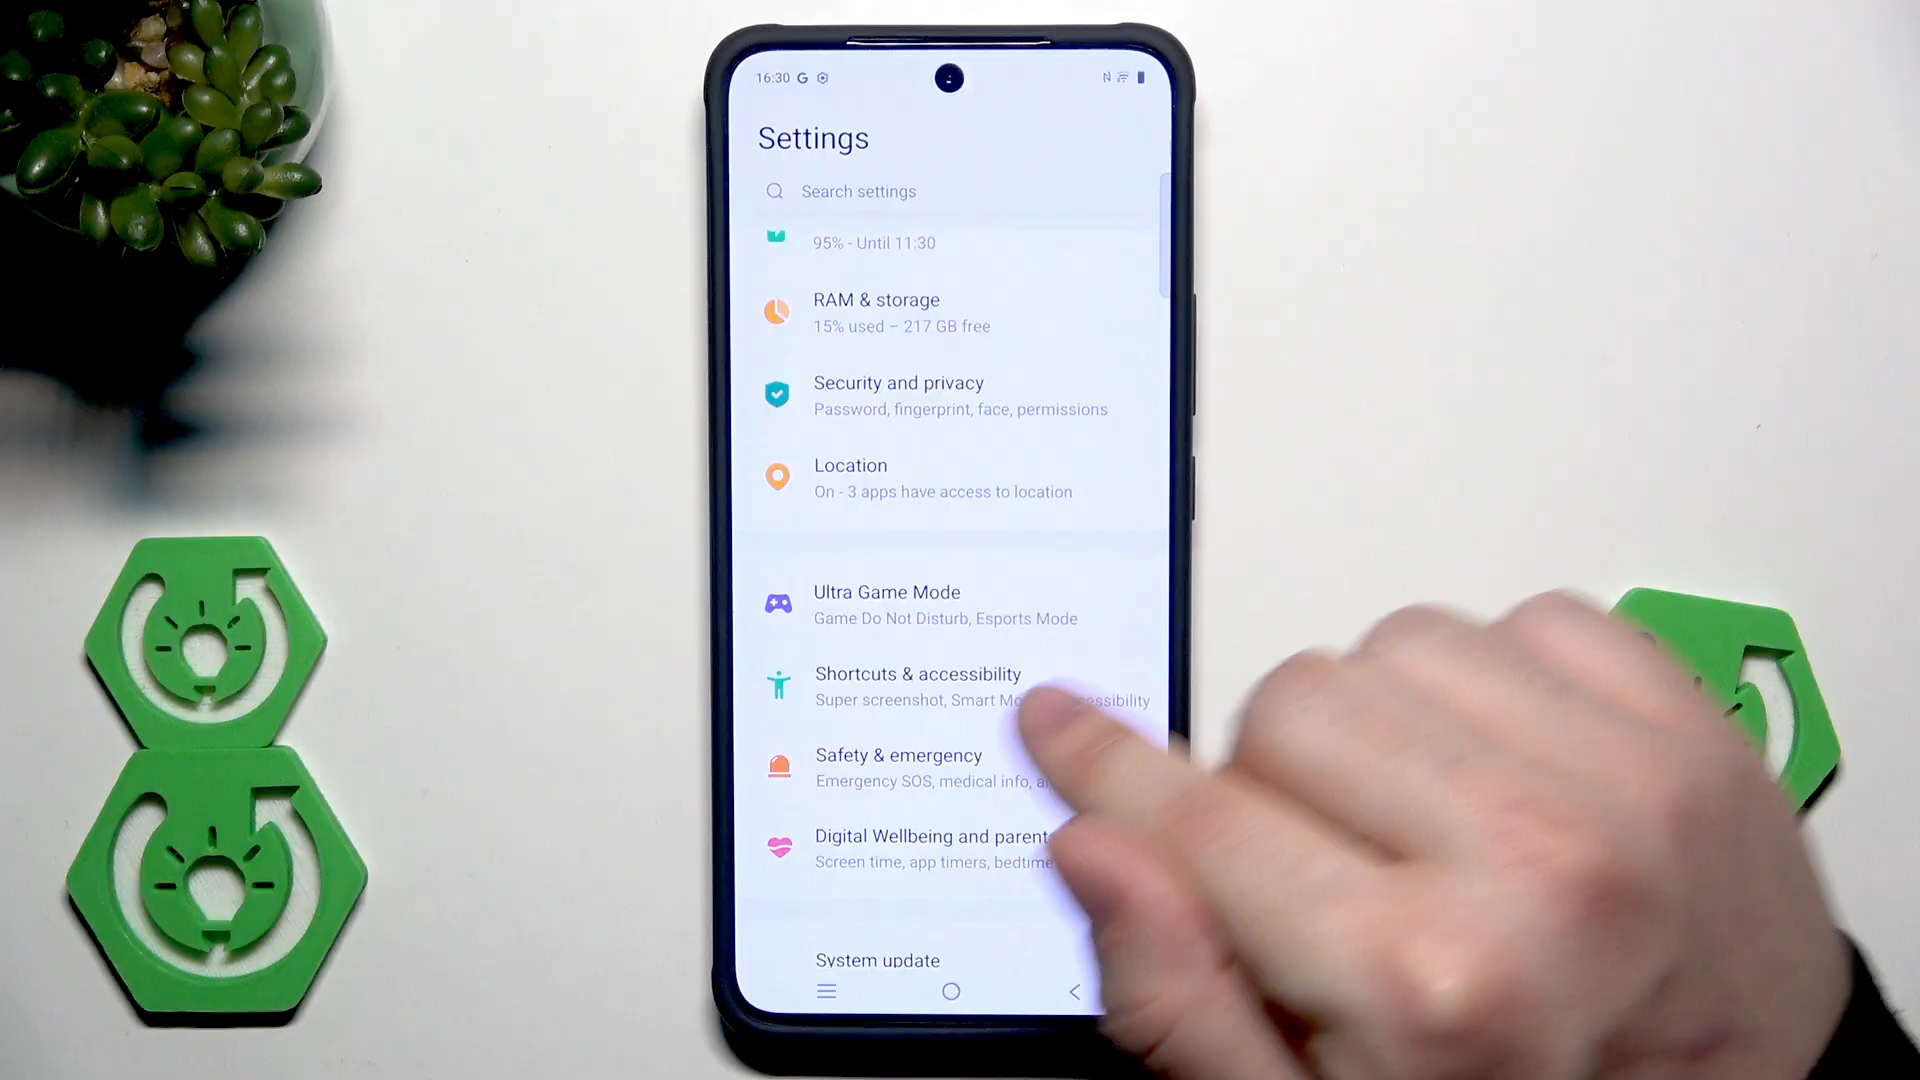 16:30
Settings
Search settings
95% - Until 11:30
RAM & storage
15% used – 217 GB free
Security and privacy
Password, fingerprint, face, permissions
Location
On - 3 apps have access to location
Ultra Game Mode
Game Do Not Disturb, Esports Mode
Shortcuts & accessibility
Super screenshot, Smart
Safety & emergency
Emergency SOS, medical info,
Digital Wellbeing and
Screen time, app timers, bedtime
System update